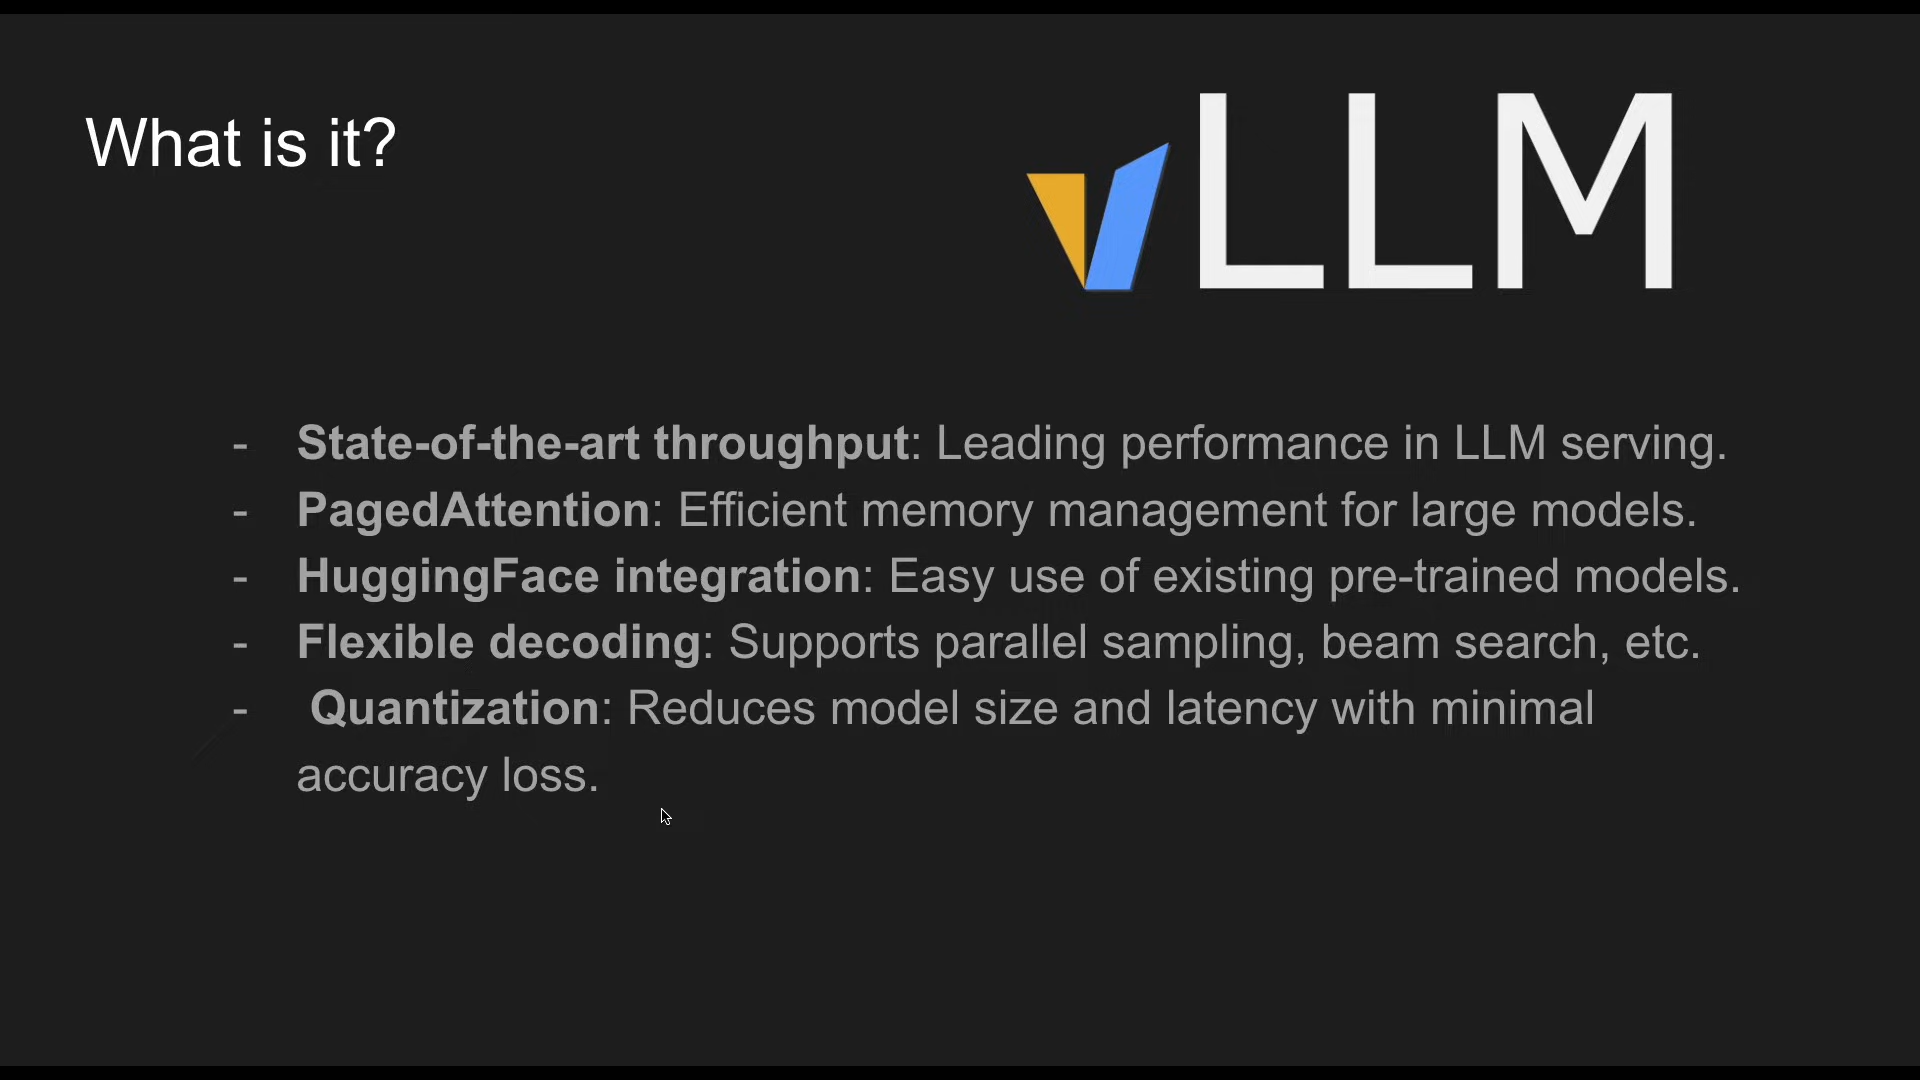 What is it?
vLLM
- State-of-the-art throughput: Leading performance in LLM serving.
- PagedAttention: Efficient memory management for large models.
- HuggingFace integration: Easy use of existing pre-trained models.
- Flexible decoding: Supports parallel sampling, beam search, etc.
- Quantization: Reduces model size and latency with minimal
accuracy loss.